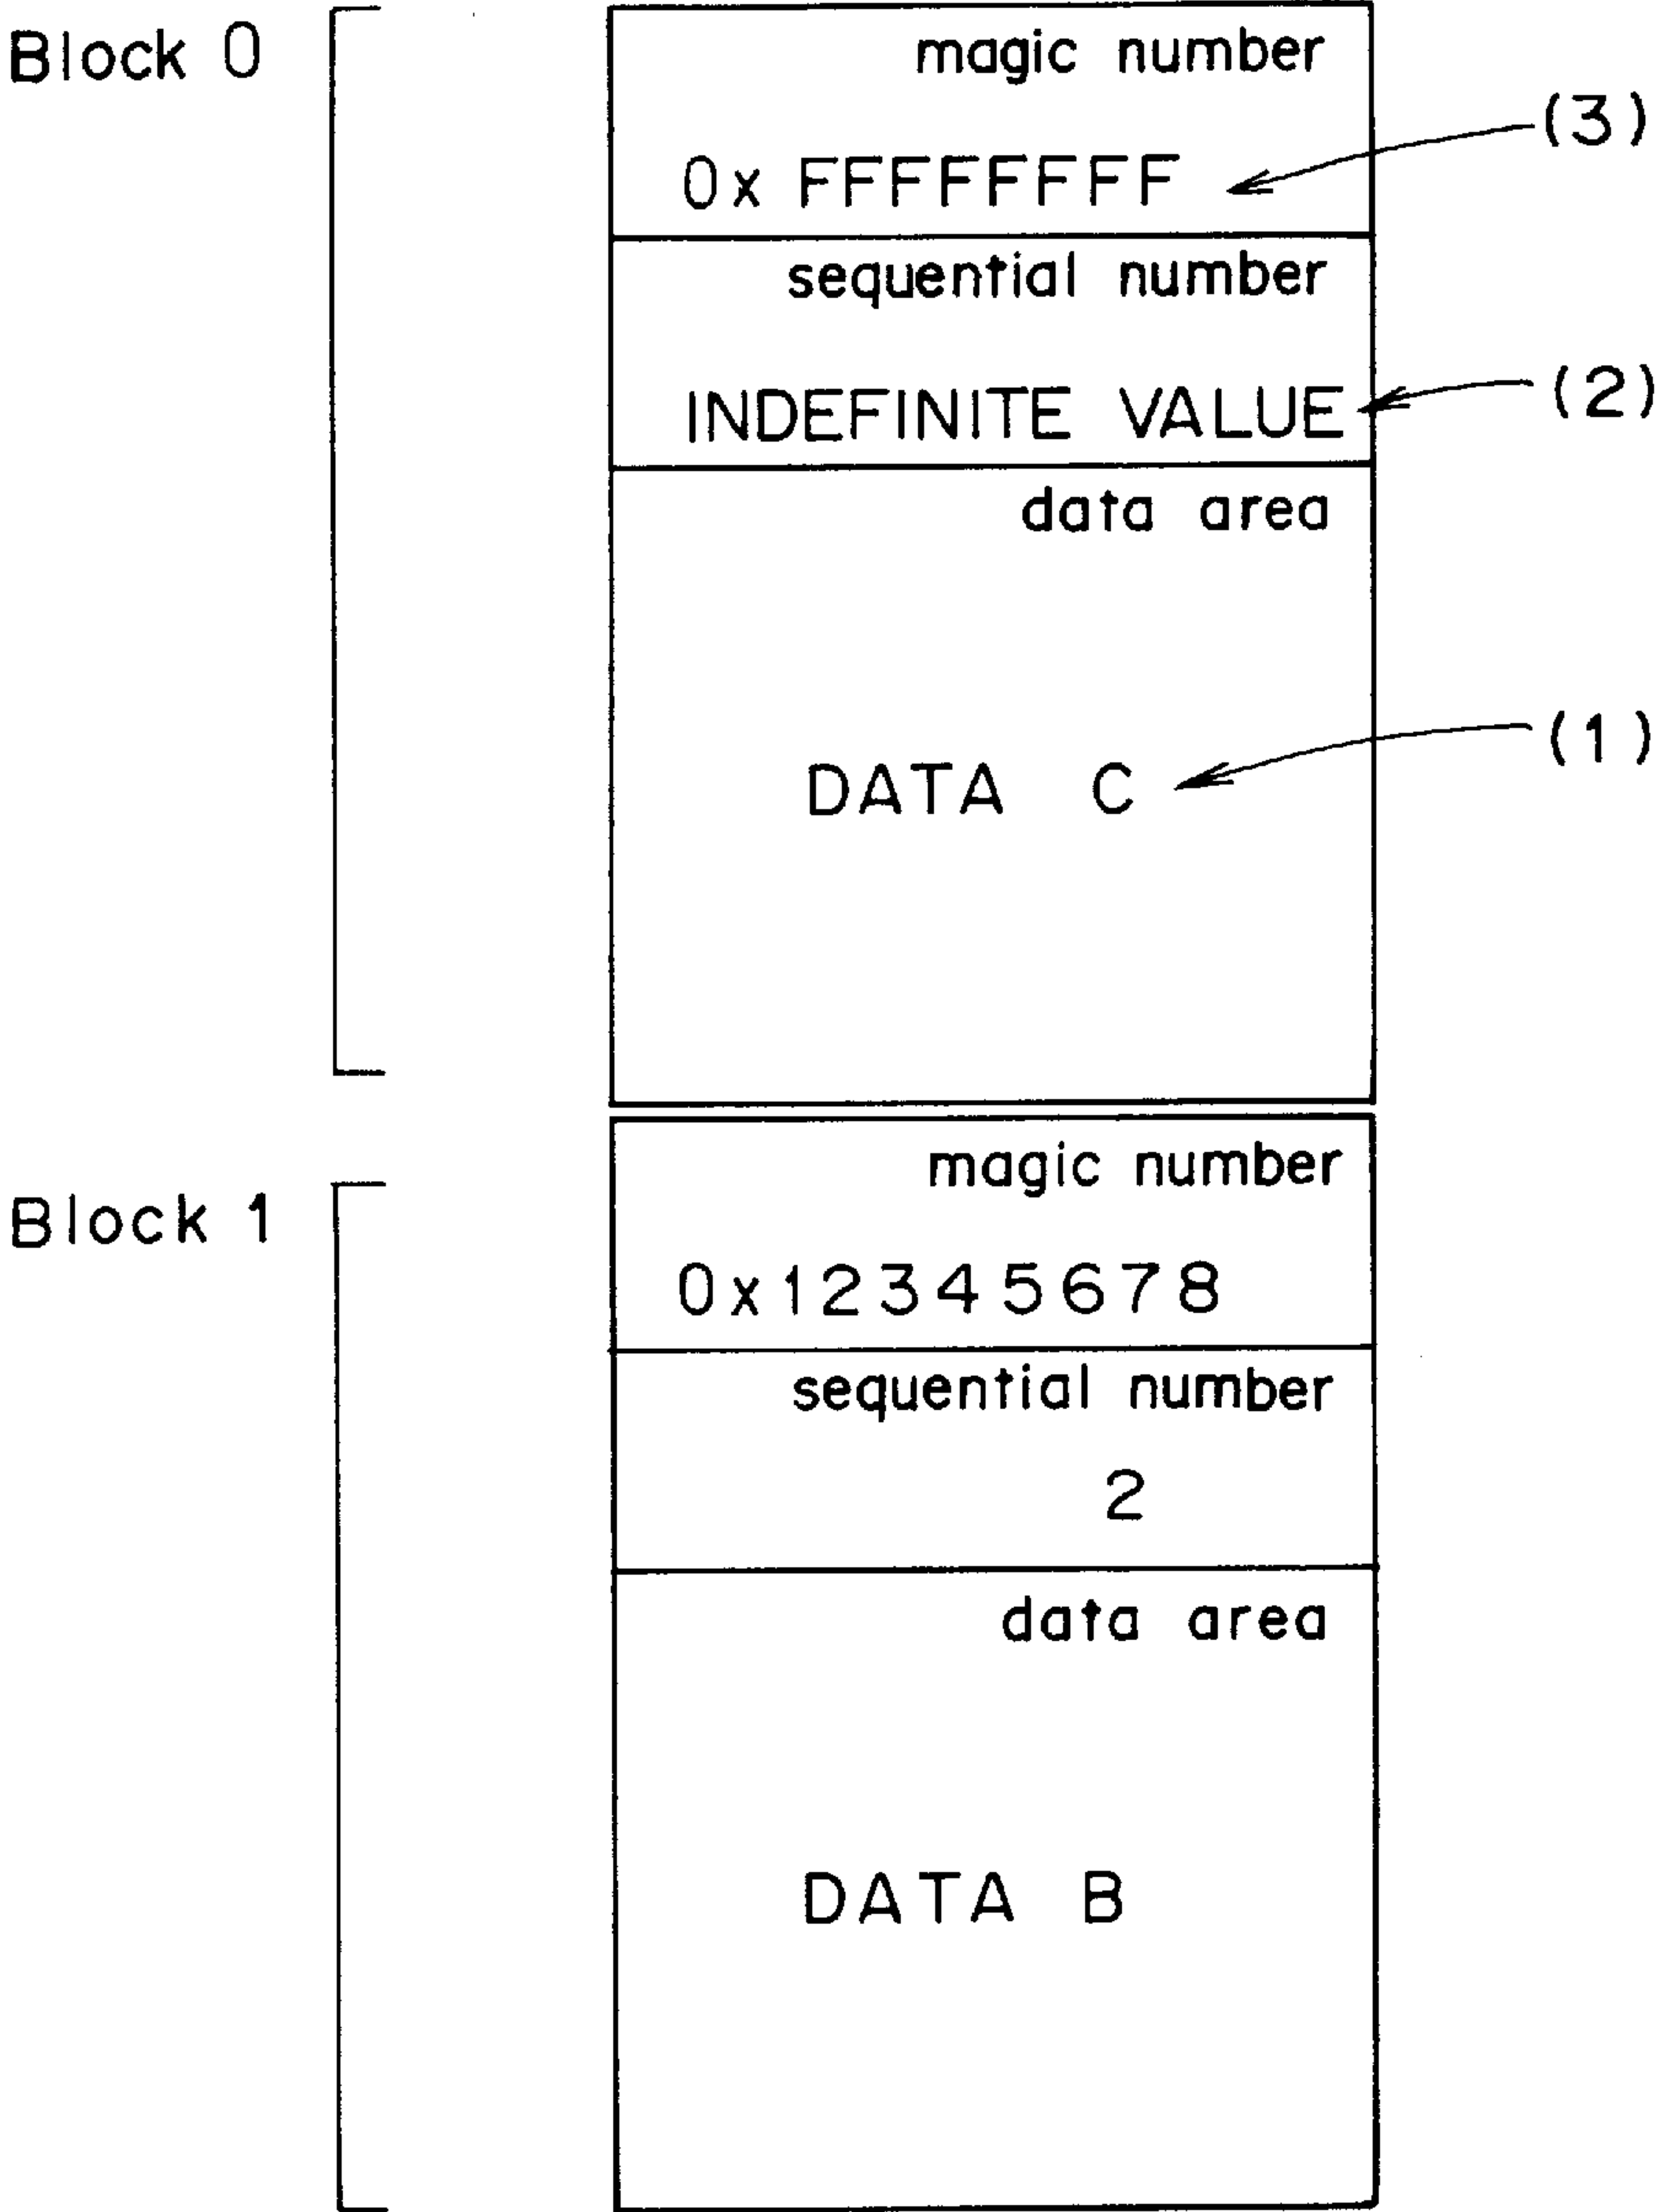 Block 0
magic number
0x FFFFFFFF
(3)
sequential number
INDEFINITE VALUE
(2)
data area
DATA C
(1)
Block 1
magic number
0x12345678
sequential number
2
data area
DATA B